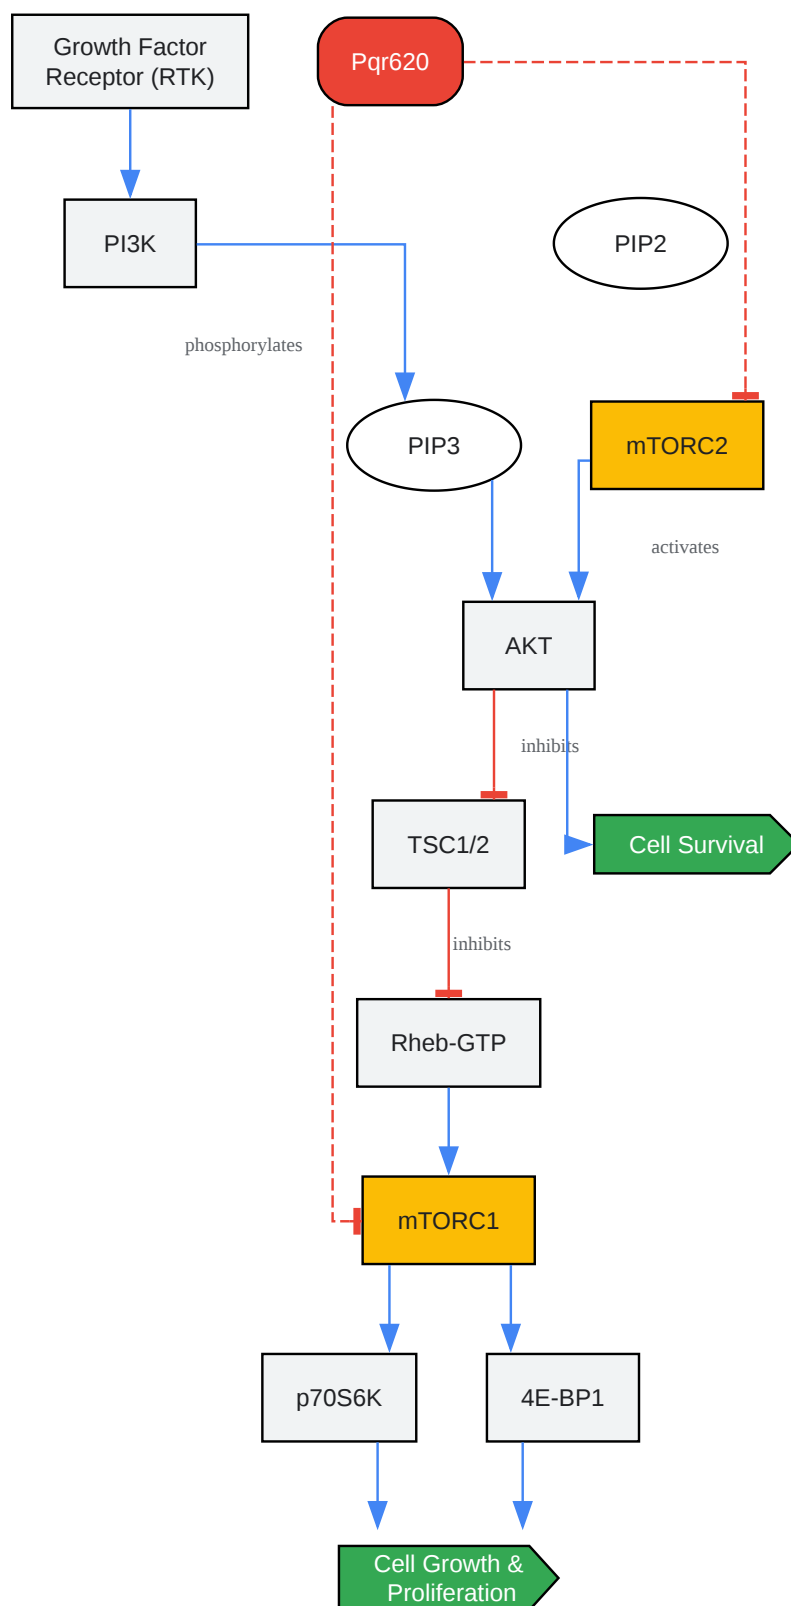 Growth Factor
Receptor (RTK)
Pqr620
PI3K
PIP2
phosphorylates
PIP3
mTORC2
activates
AKT
inhibits
TSC1/2
Cell Survival
inhibits
Rheb-GTP
mTORC1
p70S6K
4E-BP1
Cell Growth &
Proliferation